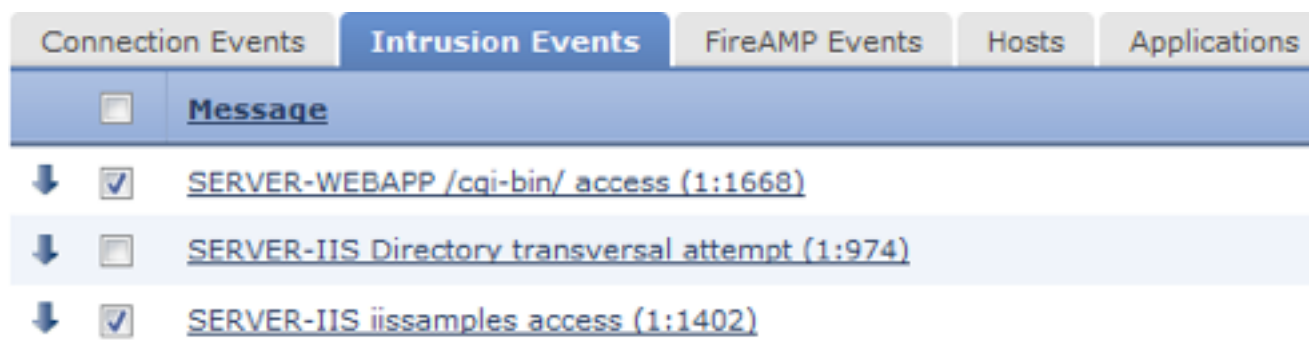 Connection Events Intrusion Events FireAMP Events Hosts Applications
Message
SERVER-WEBAPP /cgi-bin/ access (1:1668)
SERVER-IIS Directory transversal attempt (1:974)
SERVER-IIS iissamples access (1:1402)